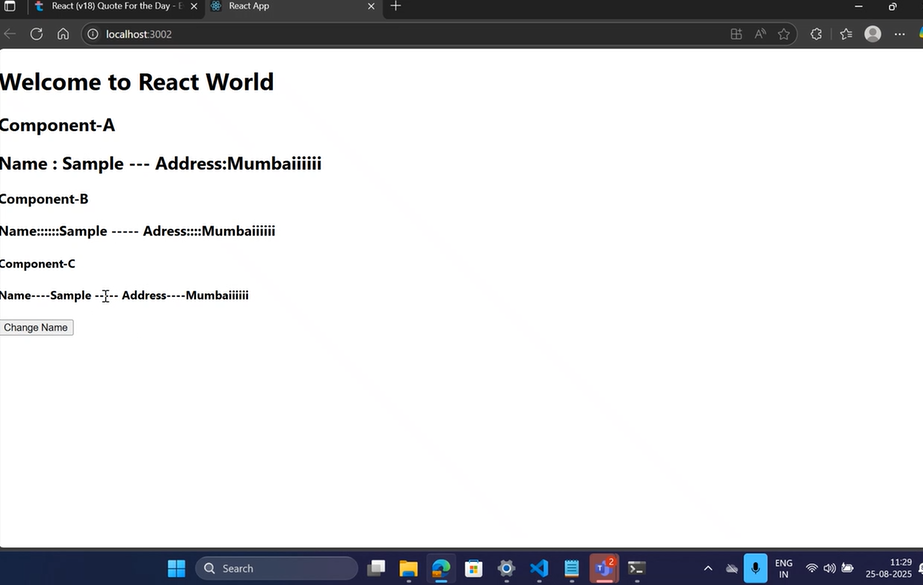 React (v18) Quote For the Day - E
React App
localhost:3002
Welcome to React World
Component-A
Name : Sample --- Address:Mumbaiiiiii
Component-B
Name::::::Sample ----- Adress::::Mumbaiiiiii
Component-C
Name----Sample ----- Address----Mumbaiiiiii
Change Name
Search
2
ENG
IN
11:29
25-08-2025